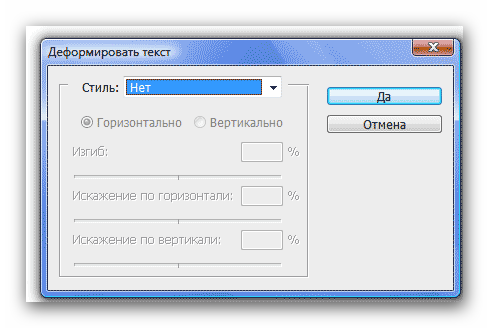 Деформировать текст
Стиль: Нет
Горизонтально Вертикально
Изгиб: %
Искажение по горизонтали: %
Искажение по вертикали: %
Да
Отмена